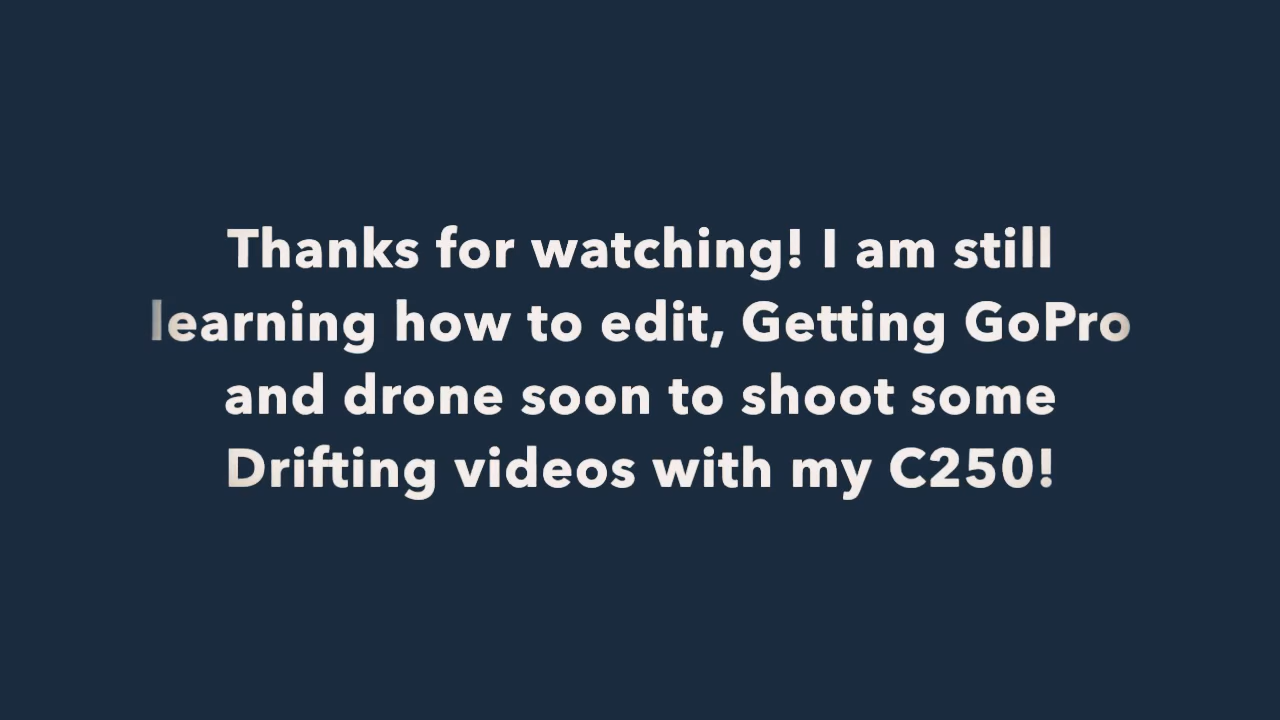 Thanks for watching! I am still
learning how to edit, Getting GoPro
and drone soon to shoot some
Drifting videos with my C250!